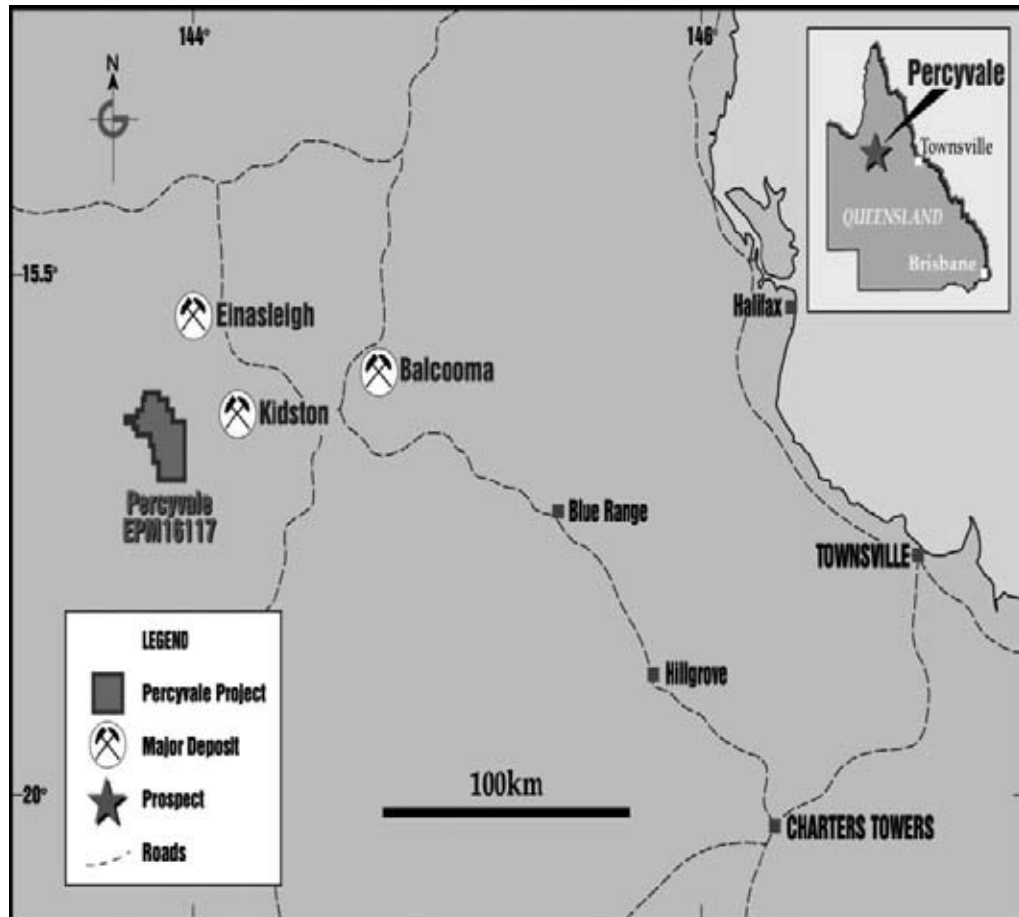 144°
146°
N
Percyvale
Townsville
QUEENSLAND
Brisbane
15.5°
Halifax
Einasleigh
Balcooma
Kidston
Percyvale
EPM16117
Blue Range
TOWNSVILLE
LEGEND
Percyvale Project
Major Deposit
Prospect
Roads
Hillgrove
100km
20°
CHARTERS TOWERS